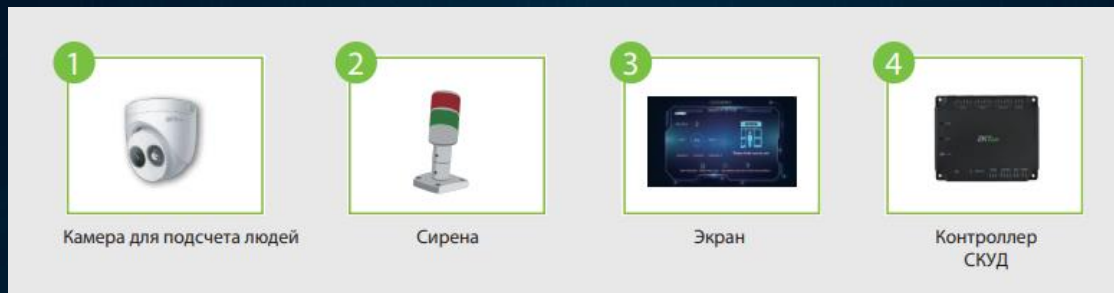 1
2
3
4
Камера для подсчета людей
Сирена
Экран
Контроллер
СКУД